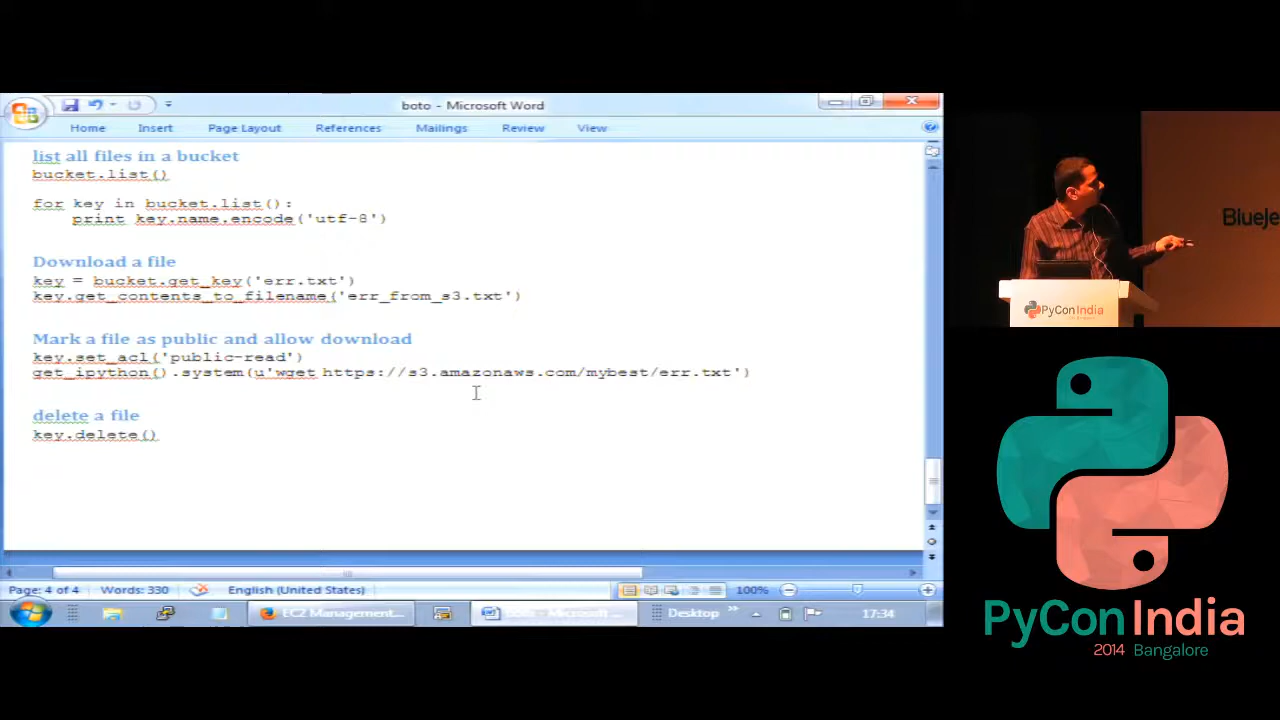 boto - Microsoft Word
Home Insert Page Layout References Mailings Review View
list all files in a bucket
bucket.list()
for key in bucket.list():
print key.name.encode('utf-8')
Download a file
key = bucket.get_key('err.txt')
key.get_contents_to_filename('err_from_s3.txt')
Mark a file as public and allow download
key.set_acl('public-read')
get_ipython().system(u'wget https://s3.amazonaws.com/mybest/err.txt')
delete a file
key.delete()
Page: 4 of 4 Words: 330 English (United States) 100%
EC2 Management... Microsoft ... Desktop 17:34
Blueje
PyConIndia
PyCon India
2014 Bangalore